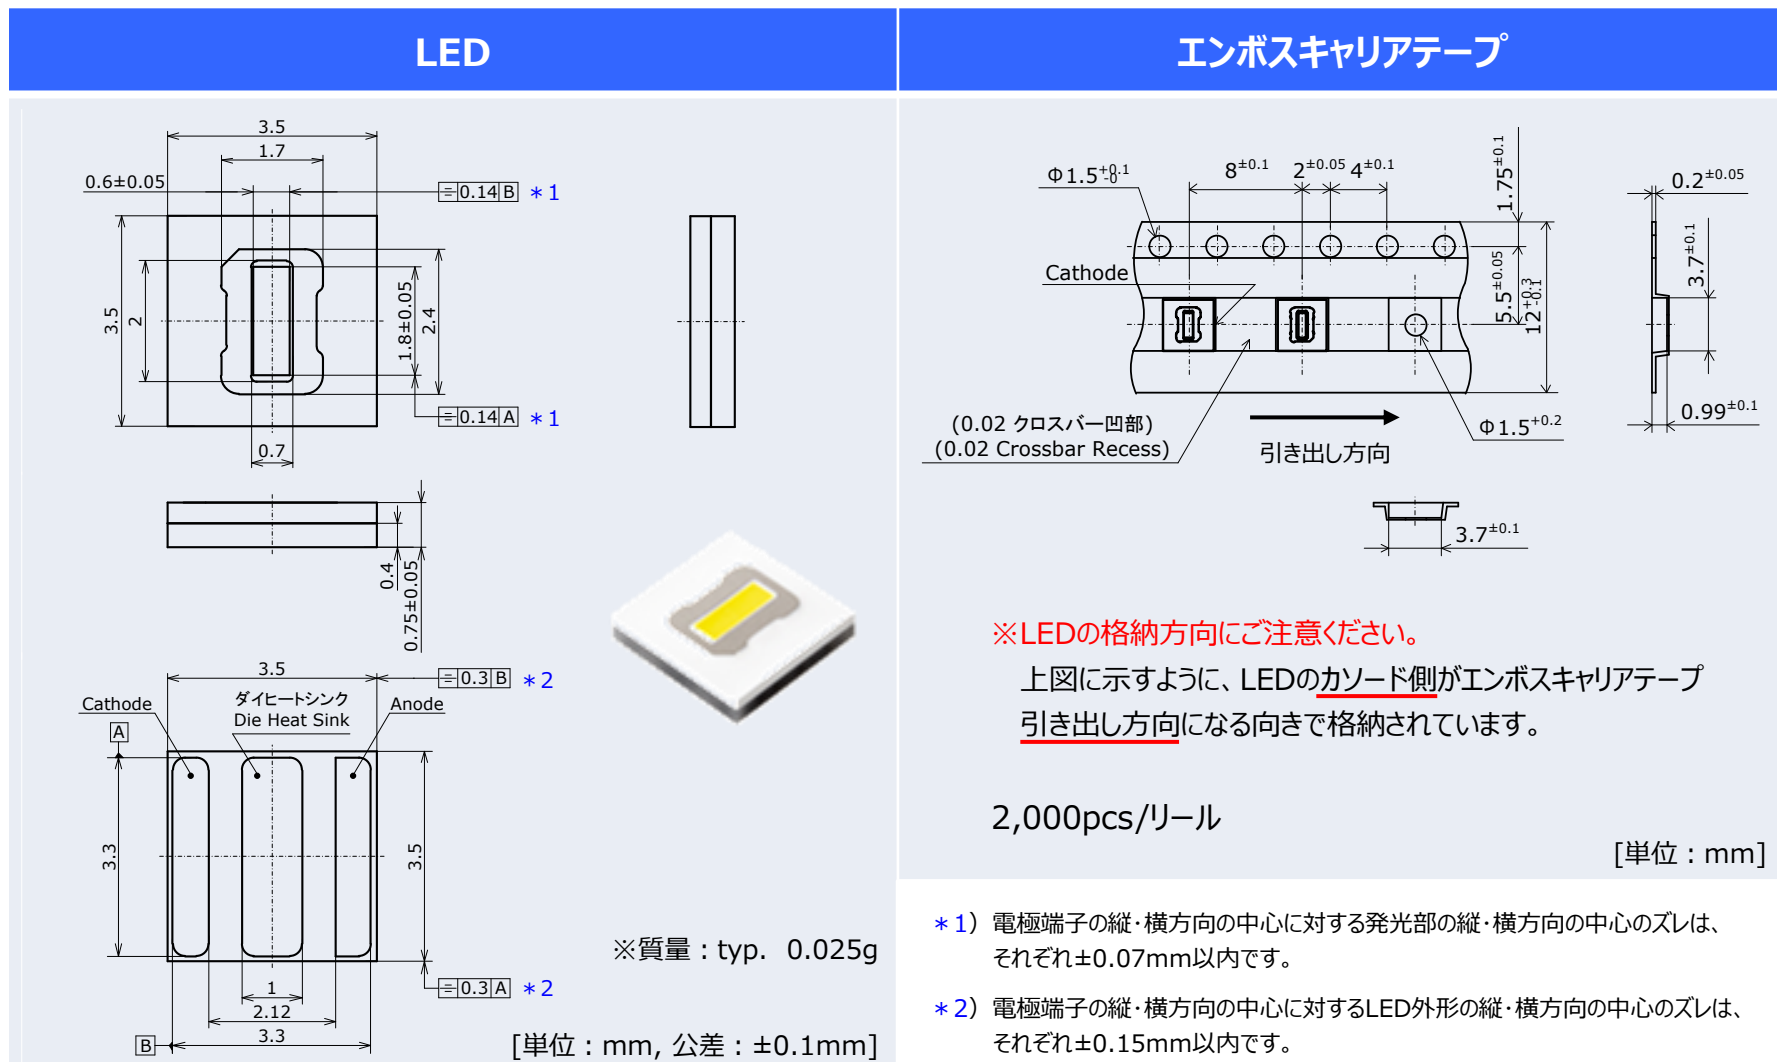 LED
エンボスキャリアテープ
3.5
1.7
0.6±0.05
0.14 B *1
3.5
2
1.8±0.05
2.4
0.14 A *1
0.7
0.4
0.75±0.05
3.5
0.3 B *2
Cathode
ダイヒートシンク
Die Heat Sink
Anode
A
3.3
3.5
0.3 A *2
1
2.12
3.3
B
※質量：typ. 0.025g
[単位：mm, 公差：±0.1mm]
Φ1.5+0.1 -0
8±0.1
2±0.05
4±0.1
1.75±0.1
0.2±0.05
Cathode
5.5±0.05
12+0.3 -0.1
3.7±0.1
(0.02 クロスバー凹部)
(0.02 Crossbar Recess)
引き出し方向
Φ1.5+0.2
0.99±0.1
3.7±0.1
※LEDの格納方向にご注意ください。
上図に示すように、LEDのカソード側がエンボスキャリアテープ
引き出し方向になる向きで格納されています。
2,000pcs/リール
[単位：mm]
*1）電極端子の縦・横方向の中心に対する発光部の縦・横方向の中心のズレは、
それぞれ±0.07mm以内です。
*2）電極端子の縦・横方向の中心に対するLED外形の縦・横方向の中心のズレは、
それぞれ±0.15mm以内です。